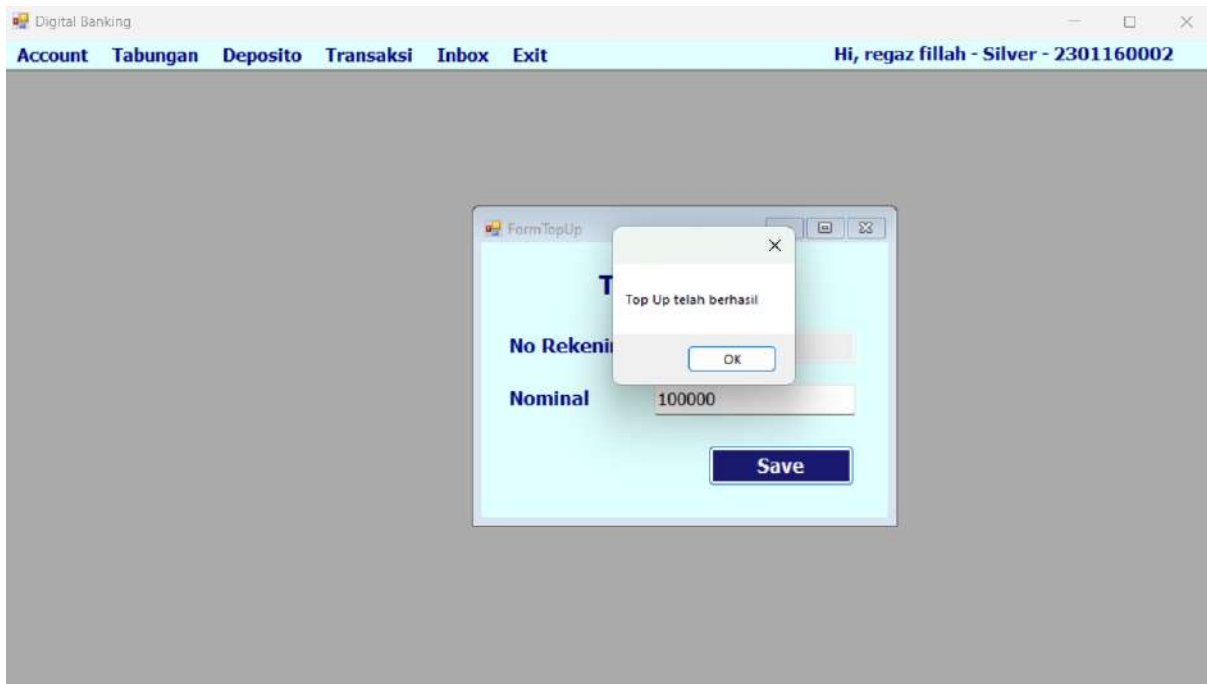 Digital Banking
Account Tabungan Deposito Transaksi Inbox Exit Hi, regaz fillah - Silver - 2301160002
FormTopUp
Top Up telah berhasil
No
OK
Nominal 100000
Save